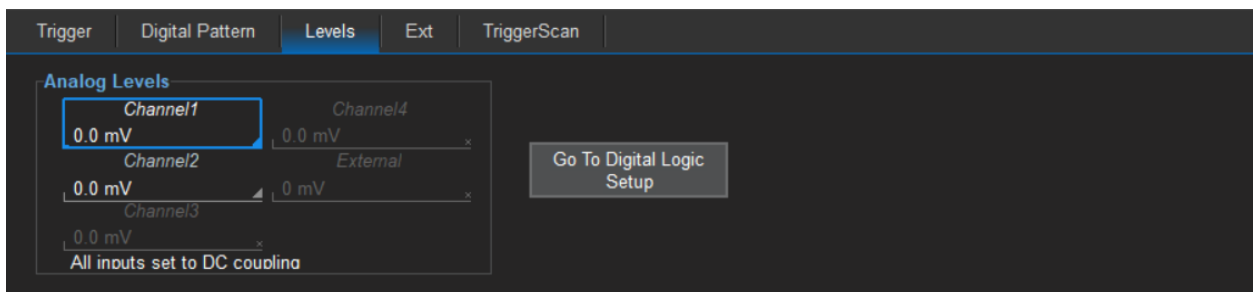 Trigger Digital Pattern Levels Ext TriggerScan
Analog Levels
Channel1 Channel4
0.0 mV 0.0 mV
Channel2 External
0.0 mV 0 mV
Channel3
0.0 mV
All inputs set to DC coupling
Go To Digital Logic
Setup